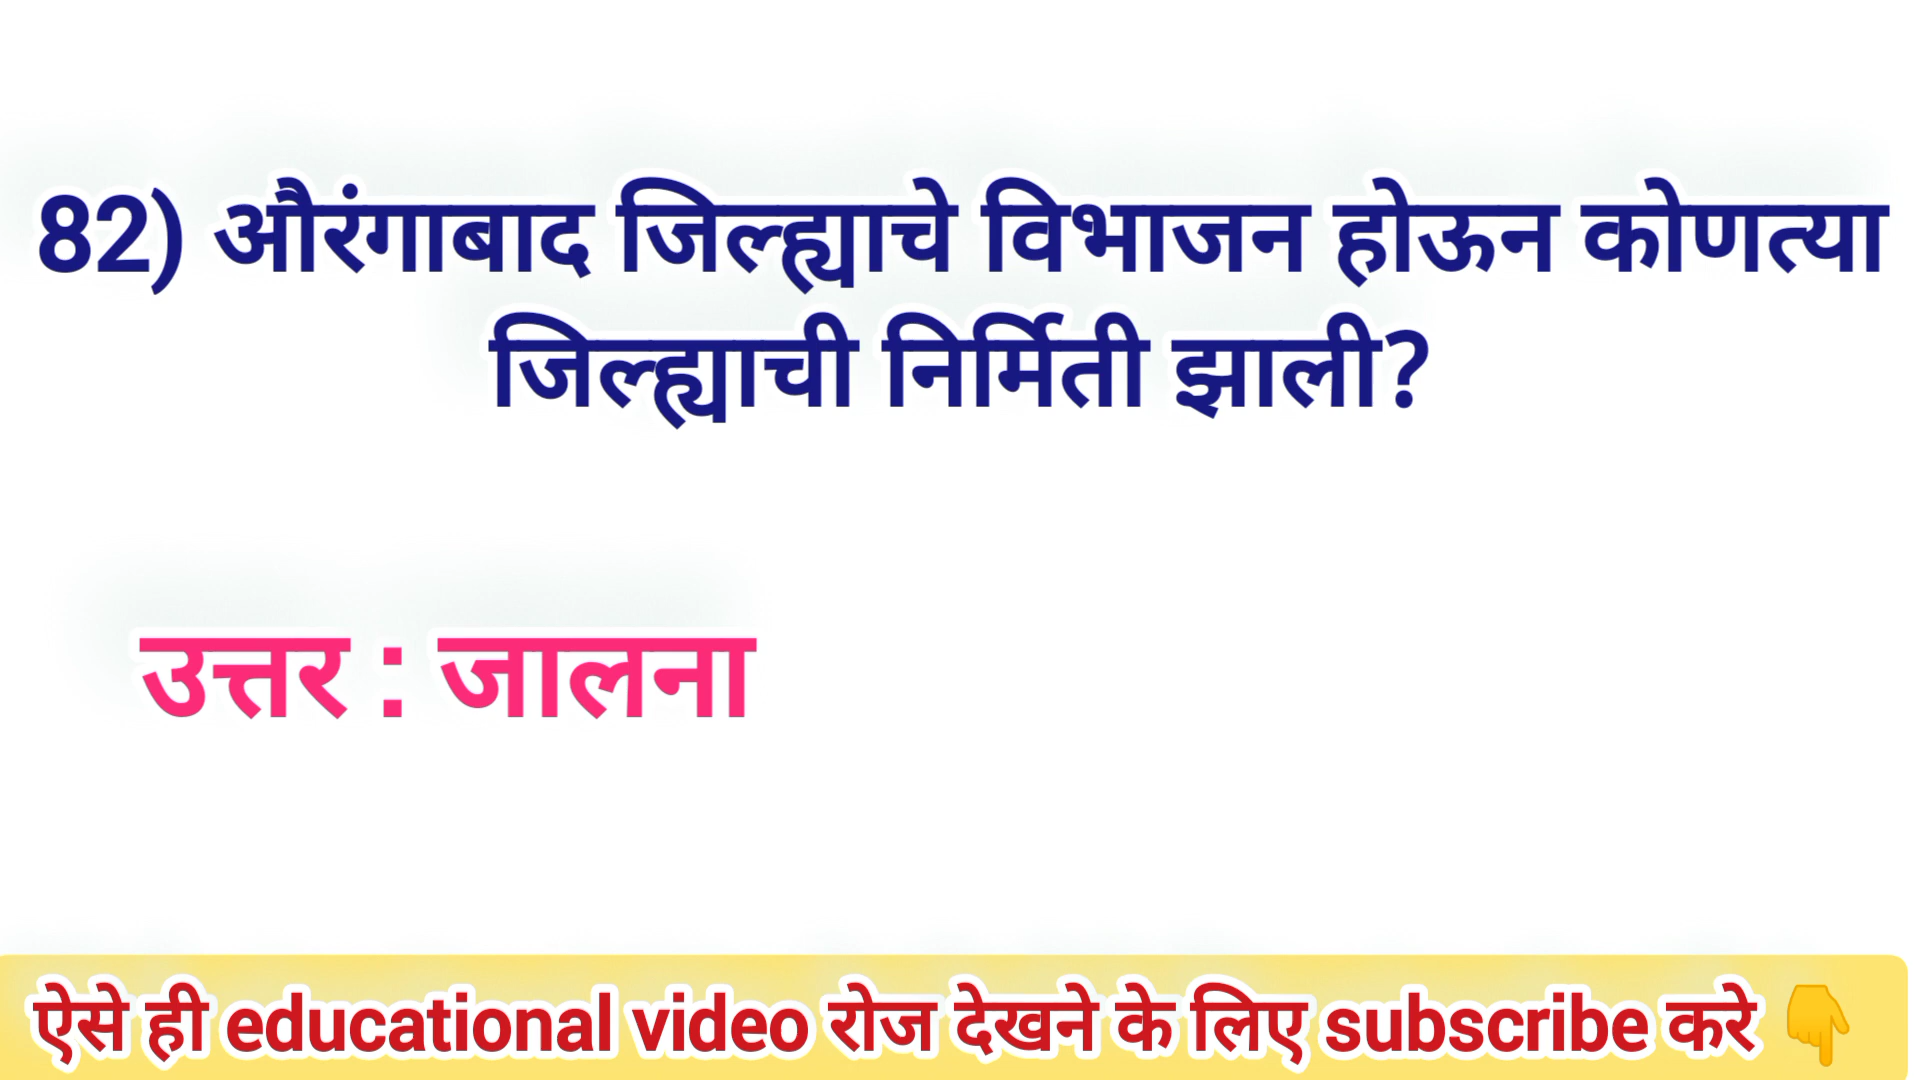 82) औरंगाबाद जिल्ह्याचे विभाजन होऊन कोणत्या
जिल्ह्याची निर्मिती झाली?
उत्तर : जालना
ऐसे ही educational video रोज देखने के लिए subscribe करे 👇